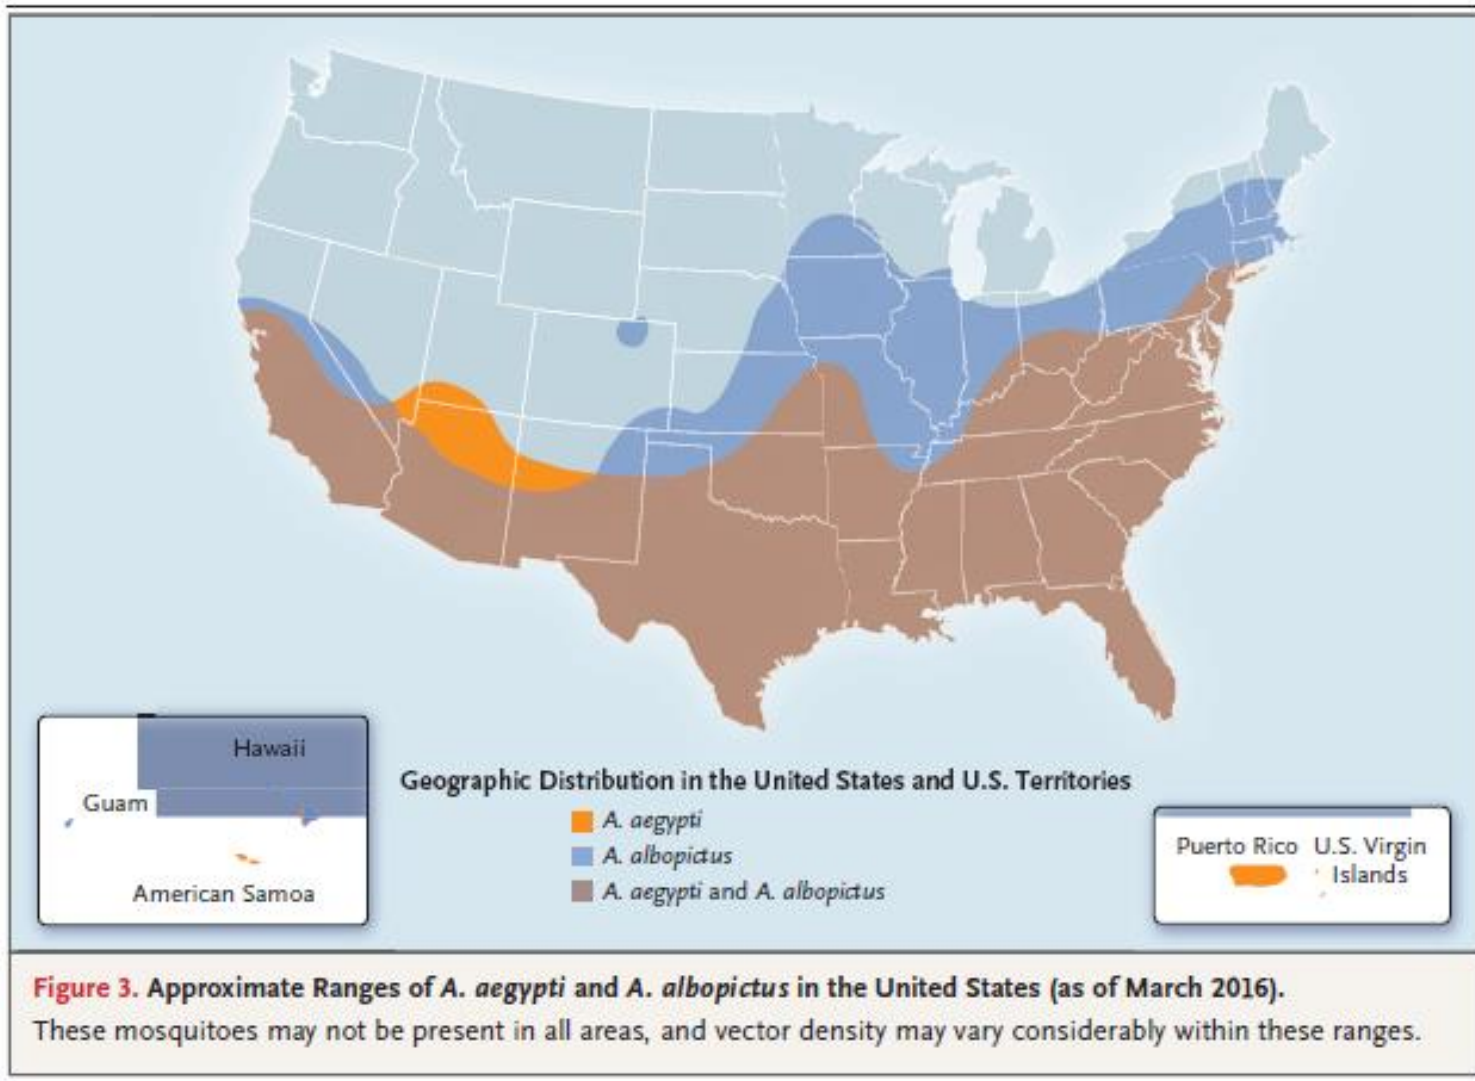 Hawaii
Guam
American Samoa
Geographic Distribution in the United States and U.S. Territories
A. aegypti
A. albopictus
A. aegypti and A. albopictus
Puerto Rico
U.S. Virgin
Islands
Figure 3. Approximate Ranges of A. aegypti and A. albopictus in the United States (as of March 2016).
These mosquitoes may not be present in all areas, and vector density may vary considerably within these ranges.